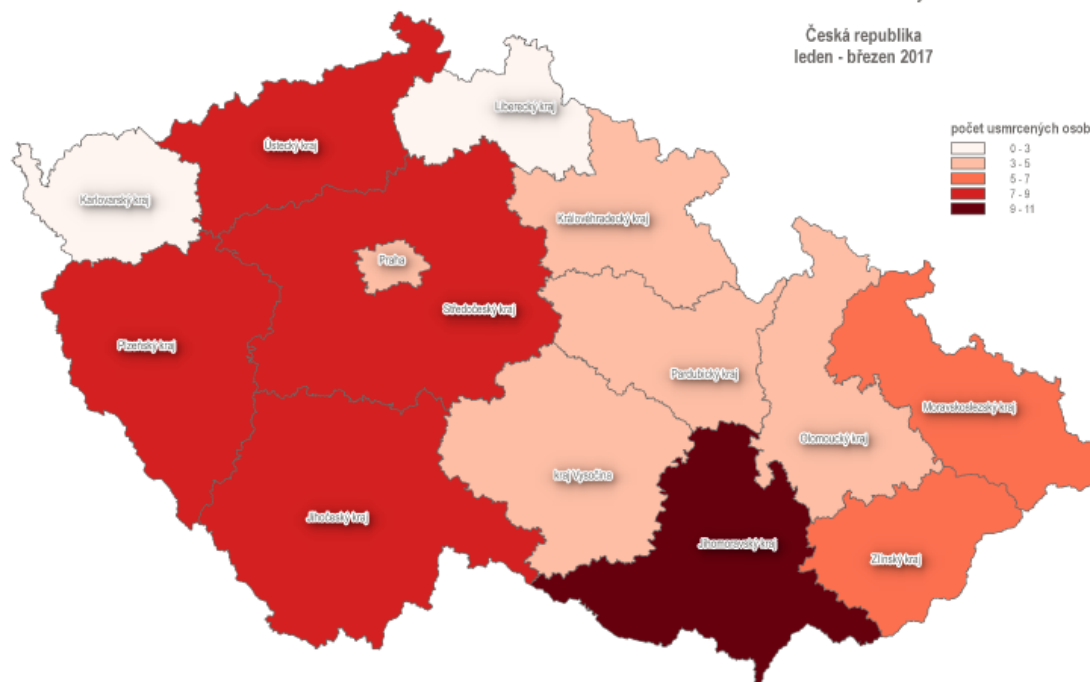 Česká republika
leden - březen 2017
počet usmrcených osob
0 - 3
3 - 5
5 - 7
7 - 9
9 - 11
Liberecký kraj
Ústecký kraj
Karlovarský kraj
Královéhradecký kraj
Praha
Středočeský kraj
Plzeňský kraj
Pardubický kraj
Moravskoslezský kraj
Olomoucký kraj
kraj Vysočina
Jihočeský kraj
Jihomoravský kraj
Zlínský kraj